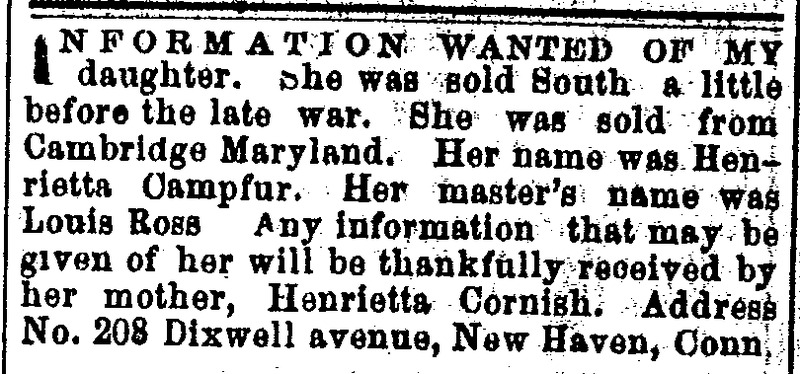 INFORMATION WANTED OF MY
daughter. She was sold South a little
before the late war. She was sold from
Cambridge Maryland. Her name was Hen-
rietta Campfur. Her master's name was
Louis Ross Any information that may be
given of her will be thankfully received by
her mother, Henrietta Cornish. Address
No. 208 Dixwell avenue, New Haven, Conn.